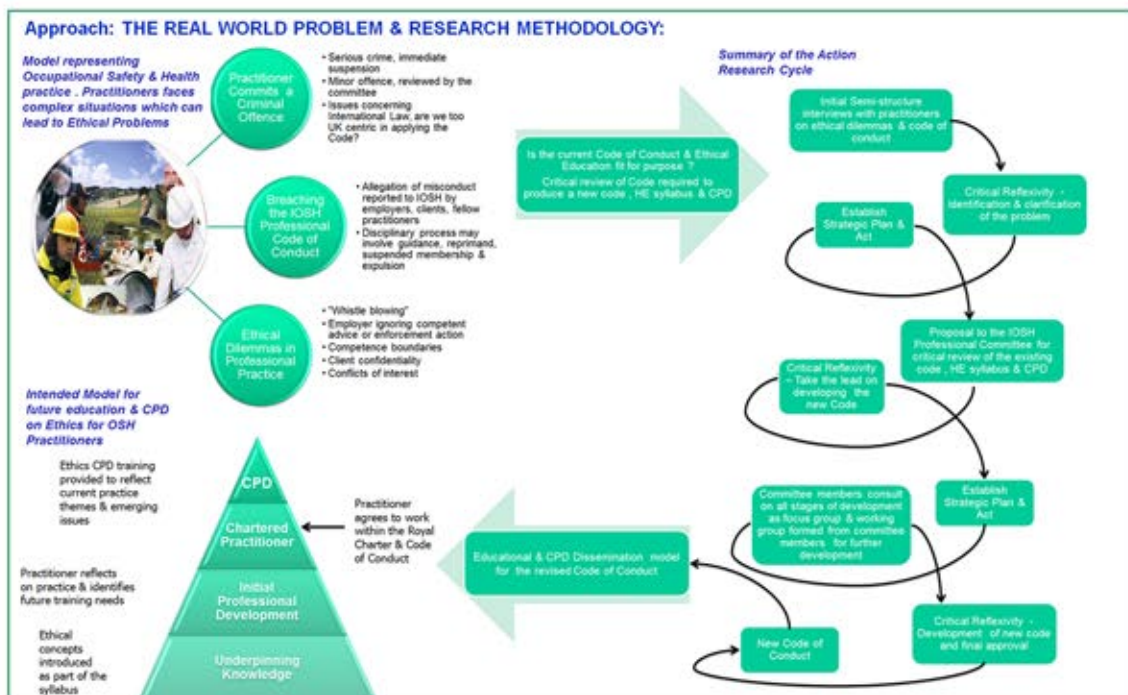 Approach: THE REAL WORLD PROBLEM & RESEARCH METHODOLOGY:
Model representing
Occupational Safety & Health
practice . Practitioners faces
complex situations which can
lead to Ethical Problems
Practitioner
Commits a
Criminal
Offence
• Serious crime, immediate
suspension
• Minor offence, reviewed by the
committee
• Issues concerning
International Law, are we too
UK centric in applying the
Code?
Breaching
the IOSH
Professional
Code of
Conduct
• Allegation of misconduct
reported to IOSH by
employers, clients, fellow
practitioners
• Disciplinary process may
involve guidance, reprimand,
suspended membership &
expulsion
Ethical
Dilemmas in
Professional
Practice
• "Whistle blowing"
• Employer ignoring competent
advice or enforcement action
• Competence boundaries
• Client confidentiality
• Conflicts of interest
Is the current Code of Conduct & Ethical
Education fit for purpose ?
Critical review of Code required to
produce a new code , HE syllabus & CPD
Summary of the Action
Research Cycle
Initial Semi-structure
interviews with practitioners
on ethical dilemmas & code of
conduct
Critical Reflexivity -
identification & clarification
of the problem
Establish
Strategic Plan &
Act
Proposal to the IOSH
Professional Committee for
critical review of the existing
code , HE syllabus & CPD
Critical Reflexivity
– Take the lead on
developing the
new Code
Establish
Strategic Plan &
Act
Committee members consult
on all stages of development
as focus group & working
group formed from committee
members for further
development
Critical Reflexivity -
Development of new code
and final approval
New Code of
Conduct
Educational & CPD Dissemination model
for the revised Code of Conduct
Intended Model for
future education & CPD
on Ethics for OSH
Practitioners
Ethics CPD training
provided to reflect
current practice
themes & emerging
issues
CPD
Chartered
Practitioner
Practitioner
agrees to work
within the Royal
Charter & Code
of Conduct
Practitioner reflects
on practice & identifies
future training needs
Initial
Professional
Development
Ethical
concepts
introduced
as part of the
syllabus
Underpinning
Knowledge